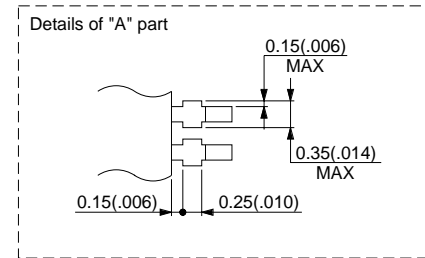 Details of "A" part
0.15(.006)
MAX
0.35(.014)
MAX
0.15(.006) 0.25(.010)